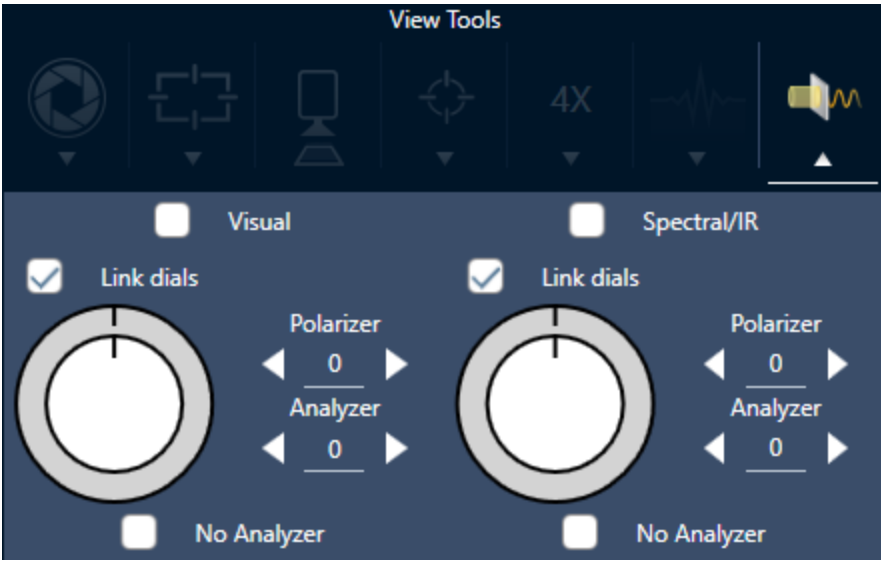 View Tools
4X
Visual
Spectral/IR
Link dials
Link dials
Polarizer
0
Analyzer
0
Polarizer
0
Analyzer
0
No Analyzer
No Analyzer